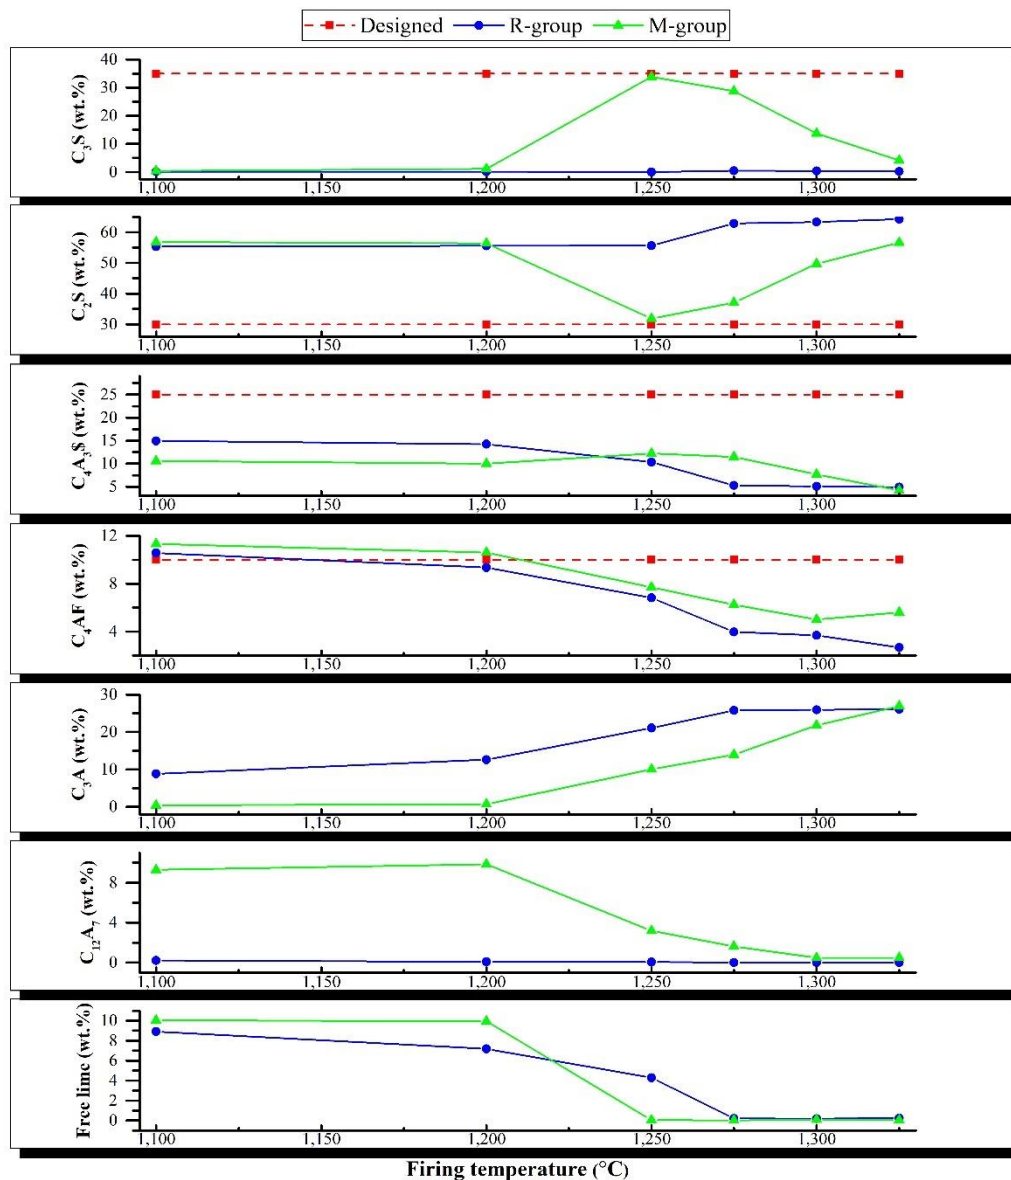 Designed R-group M-group
C₃S (wt.%)
40
30
20
10
0
1,100 1,150 1,200 1,250 1,300
C₂S (wt.%)
60
50
40
30
1,100 1,150 1,200 1,250 1,300
C₄A₃S (wt.%)
25
20
15
10
5
1,100 1,150 1,200 1,250 1,300
C₄AF (wt.%)
12
8
4
1,100 1,150 1,200 1,250 1,300
C₃A (wt.%)
30
20
10
0
1,100 1,150 1,200 1,250 1,300
C₁₂A₇ (wt.%)
8
4
0
1,100 1,150 1,200 1,250 1,300
Free lime (wt.%)
10
8
6
4
2
0
1,100 1,150 1,200 1,250 1,300
Firing temperature (°C)